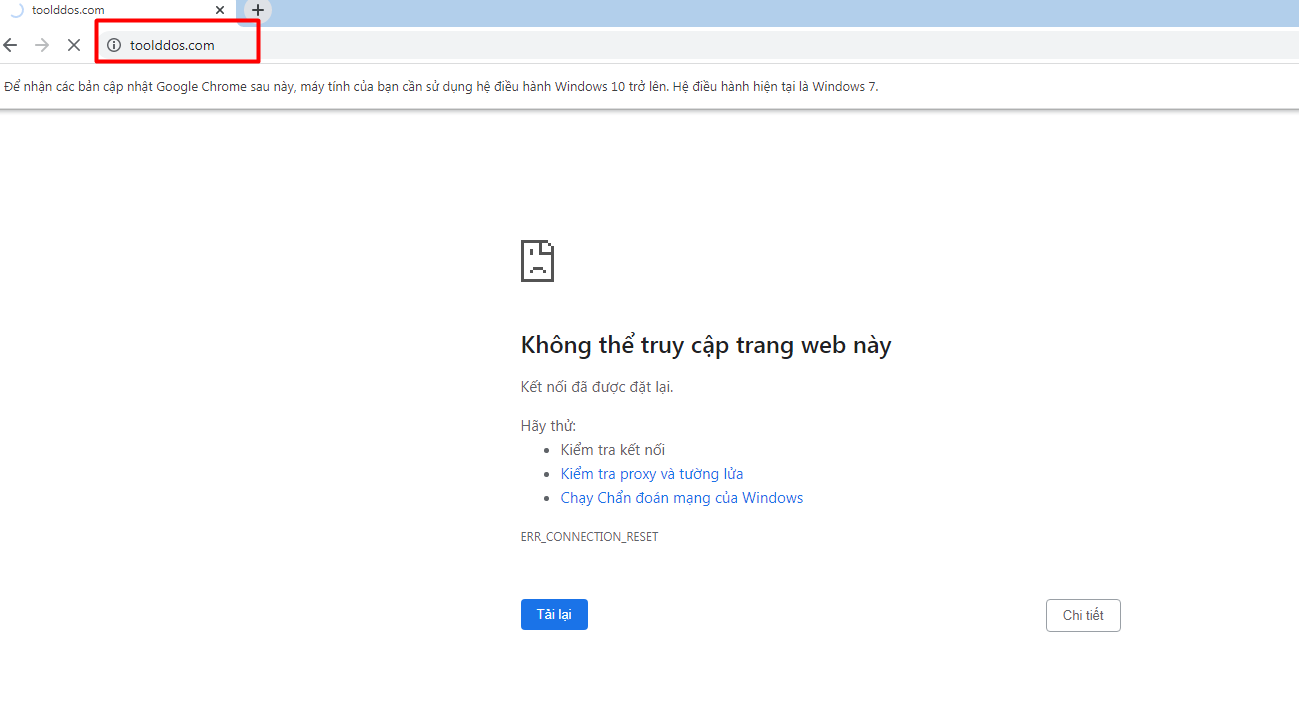 toolddos.com
toolddos.com
Để nhận các bản cập nhật Google Chrome sau này, máy tính của bạn cần sử dụng hệ điều hành Windows 10 trở lên. Hệ điều hành hiện tại là Windows 7.
Không thể truy cập trang web này
Kết nối đã được đặt lại.
Hãy thử:
Kiểm tra kết nối
Kiểm tra proxy và tường lửa
Chạy Chẩn đoán mạng của Windows
ERR_CONNECTION_RESET
Tải lại
Chi tiết